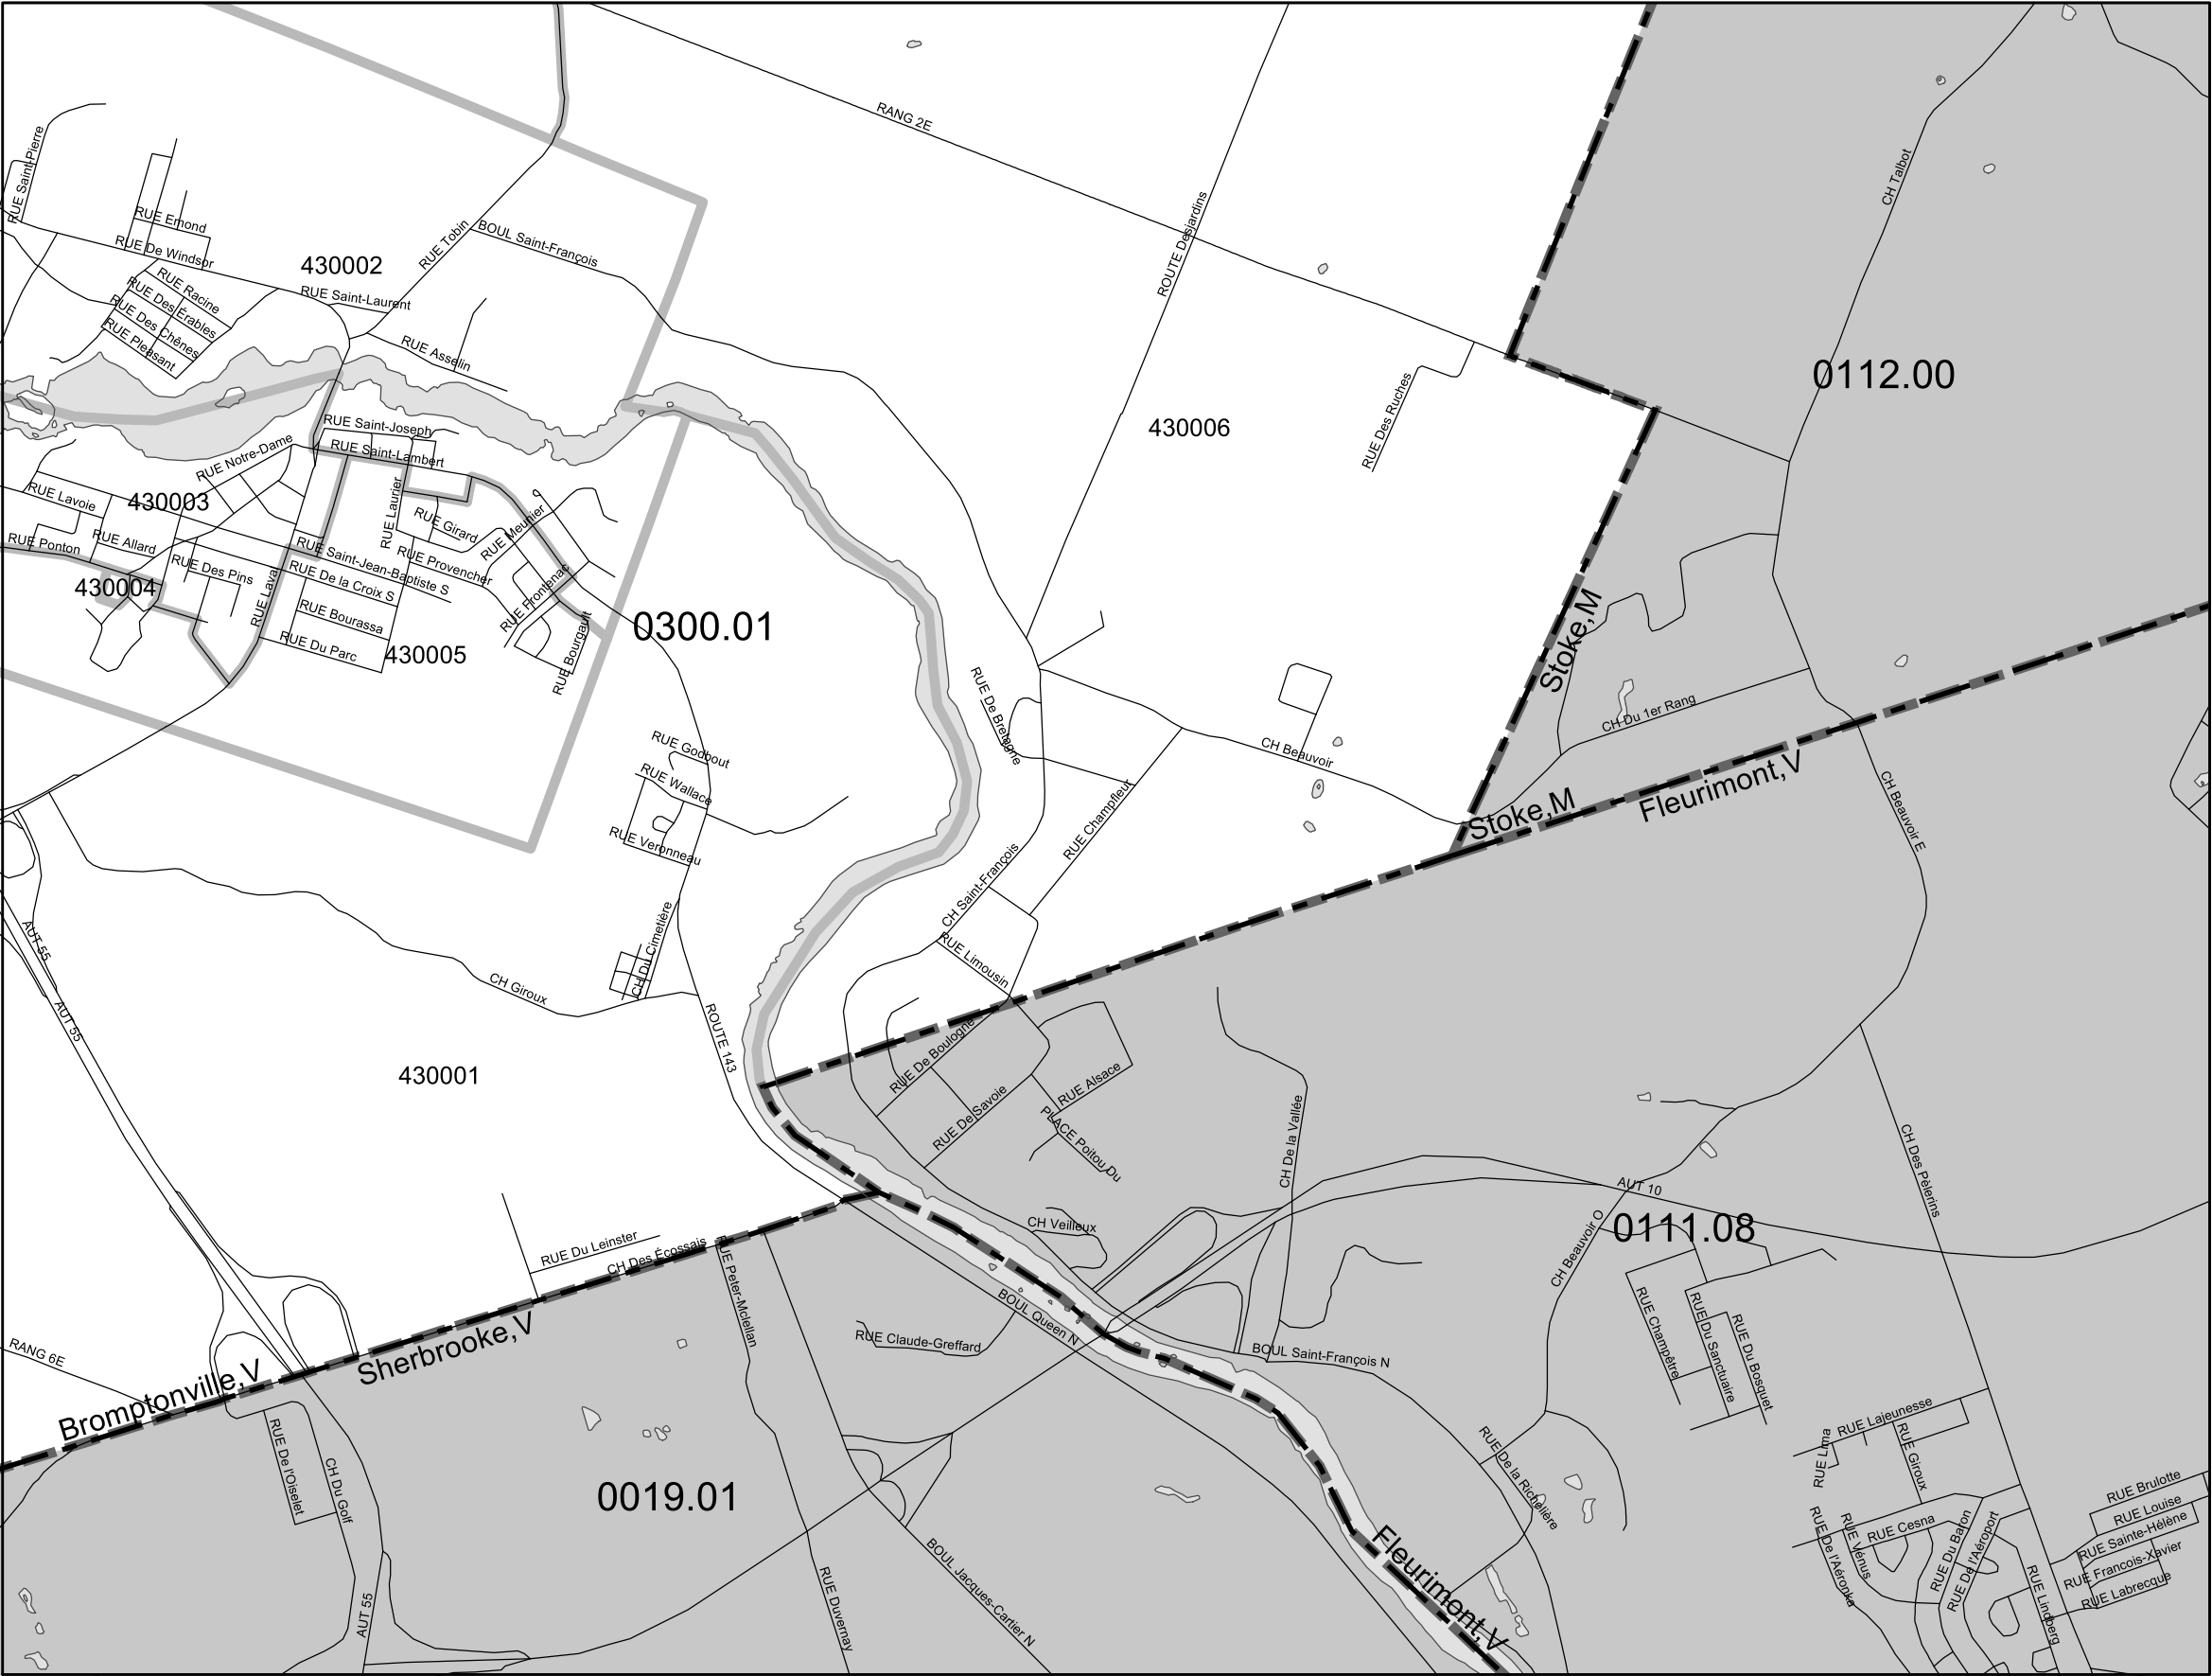 RANG 2E
RUE Saint-Pierre
CH Talbot
RUE Emond
RUE De Windsor
RUE Tobin
BOUL Saint-François
ROUTE Desjardins
430002
RUE Saint-Laurent
RUE Racine
RUE Des Érables
RUE Des Chênes
RUE Pleasant
RUE Asselin
0112.00
RUE Des Ruches
430006
RUE Saint-Joseph
RUE Notre-Dame
RUE Saint-Lambert
RUE Lavoie
430003
RUE Laurier
RUE Girard
RUE Meunier
RUE Ponton
RUE Allard
RUE Saint-Jean-Baptiste S
RUE Provencher
RUE Des Pins
RUE De la Croix S
430004
RUE Laval
RUE Frontenac
RUE Bourassa
RUE Bourgault
0300.01
RUE Du Parc
430005
Stoke,M
RUE De Bretagne
CH Du 1er Rang
RUE Godbout
CH Beauvoir
RUE Wallace
Fleurimont,V
Stoke,M
RUE Champfleur
CH Beauvoir E
RUE Veronneau
CH Saint-François
AUT 55
CH Du Cimetière
RUE Limousin
CH Giroux
AUT 55
ROUTE 143
430001
RUE De Boulogne
RUE Alsace
RUE De Savoie
PLACE Poitou Du
CH De la Vallée
CH Des Pèlerins
AUT 10
0111.08
CH Veilleux
CH Beauvoir O
RUE Du Leinster
CH Des Écossais
RUE Peter-Mclellan
BOUL Queen N
RUE Claude-Greffard
RUE Champêtre
RUE Du Sanctuaire
RUE Du Bosquet
BOUL Saint-François N
RANG 6E
Bromptonville,V
Sherbrooke,V
RUE De l'Oiselet
CH Du Golf
0019.01
RUE De la Richelière
RUE Lajeunesse
RUE Lima
RUE Giroux
RUE Brulotte
RUE Louise
RUE Sainte-Hélène
RUE Francois-Xavier
RUE Labrecque
RUE Cesna
RUE Vénus
RUE De l'Aéronka
RUE Du Baron
RUE De l'Aéroport
RUE Lindberg
Fleurimont,V
BOUL Jacques-Cartier N
RUE Duvernay
AUT 55